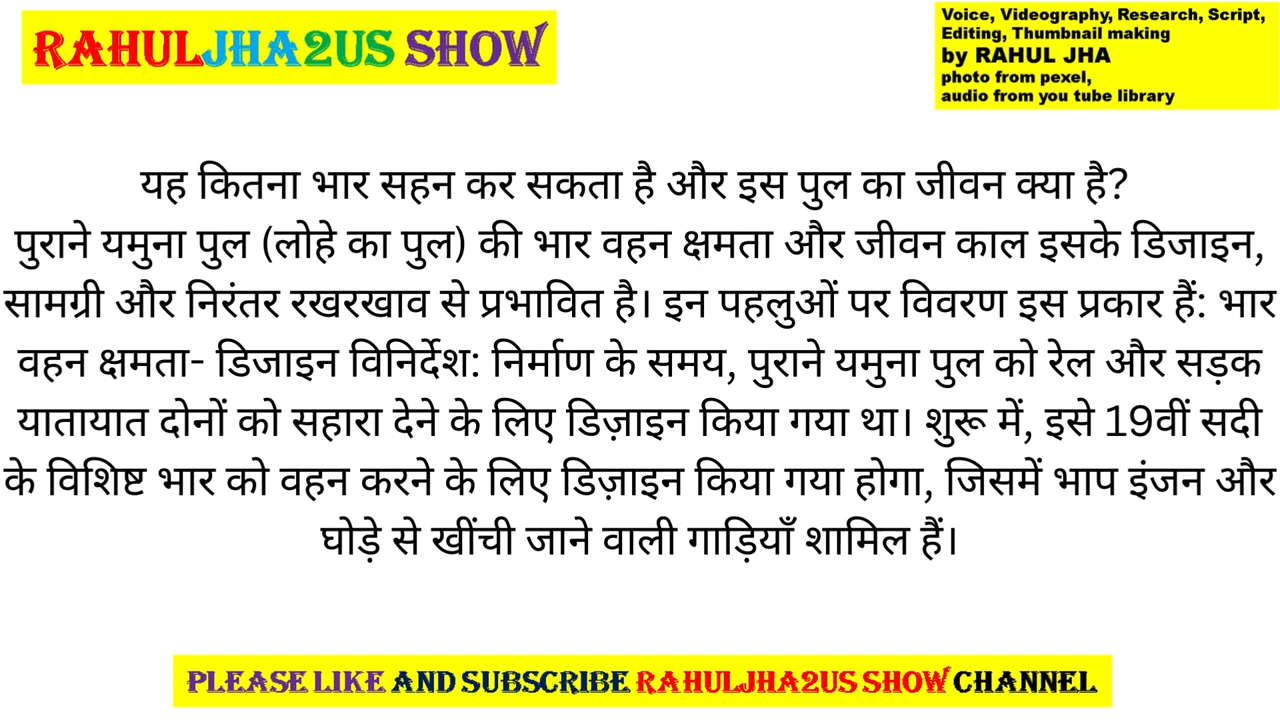 RAHULJHA2US SHOW
Voice, Videography, Research, Script,
Editing, Thumbnail making
by RAHUL JHA
photo from pexel,
audio from you tube library
यह कितना भार सहन कर सकता है और इस पुल का जीवन क्या है?
पुराने यमुना पुल (लोहे का पुल) की भार वहन क्षमता और जीवन काल इसके डिजाइन,
सामग्री और निरंतर रखरखाव से प्रभावित है। इन पहलुओं पर विवरण इस प्रकार हैं: भार
वहन क्षमता- डिजाइन विनिर्देश: निर्माण के समय, पुराने यमुना पुल को रेल और सड़क
यातायात दोनों को सहारा देने के लिए डिज़ाइन किया गया था। शुरू में, इसे 19वीं सदी
के विशिष्ट भार को वहन करने के लिए डिज़ाइन किया गया होगा, जिसमें भाप इंजन और
घोड़े से खींची जाने वाली गाड़ियाँ शामिल हैं।
PLEASE LIKE AND SUBSCRIBE RAHULJHA2US SHOW CHANNEL